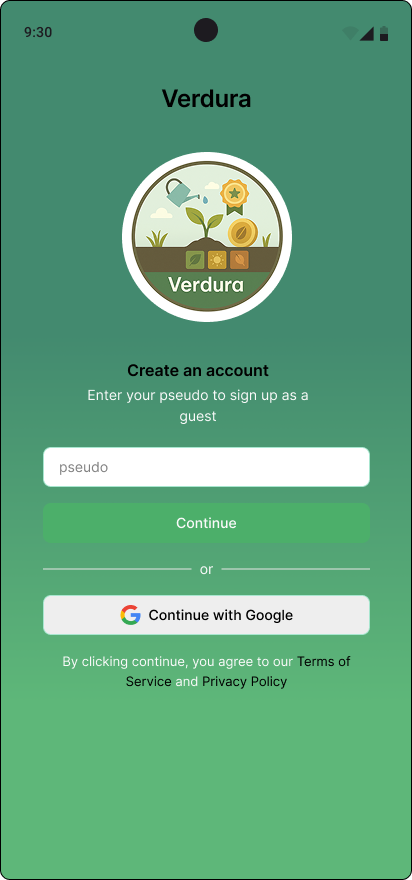 9:30
Verdura
Verdura
Create an account
Enter your pseudo to sign up as a
guest
pseudo
Continue
or
Continue with Google
By clicking continue, you agree to our Terms of
Service and Privacy Policy